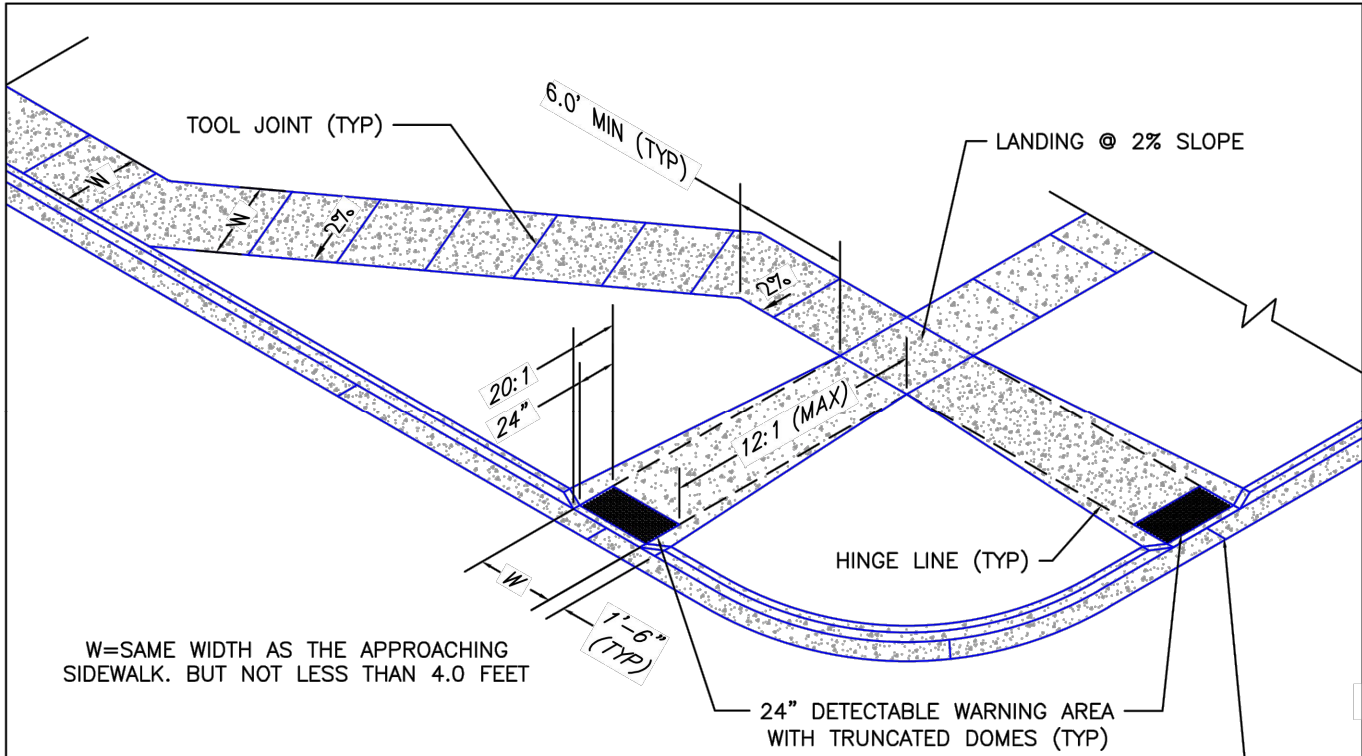 6.0' MIN (TYP)
TOOL JOINT (TYP)
LANDING @ 2% SLOPE
W
W
2%
2%
20:1
24"
12:1 (MAX)
HINGE LINE (TYP)
W
1'-6"
(TYP)
W=SAME WIDTH AS THE APPROACHING
SIDEWALK. BUT NOT LESS THAN 4.0 FEET
24" DETECTABLE WARNING AREA
WITH TRUNCATED DOMES (TYP)